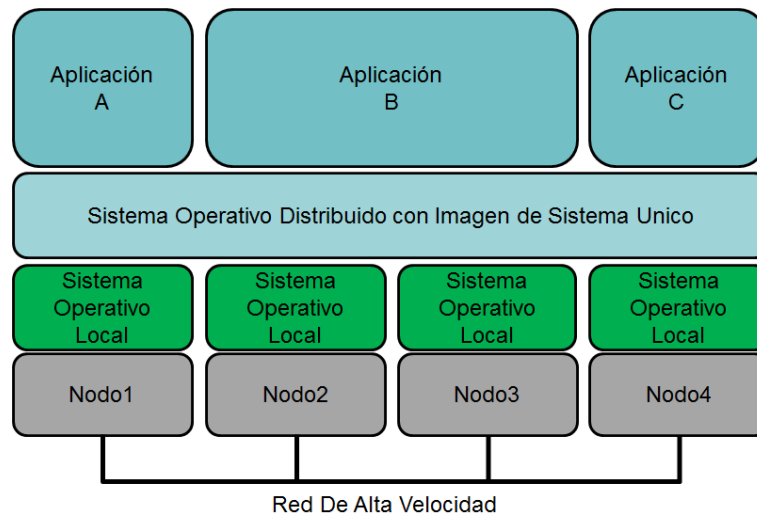 Aplicación
A
Aplicación
B
Aplicación
C
Sistema Operativo Distribuido con Imagen de Sistema Unico
Sistema
Operativo
Local
Sistema
Operativo
Local
Sistema
Operativo
Local
Sistema
Operativo
Local
Nodo1
Nodo2
Nodo3
Nodo4
Red De Alta Velocidad